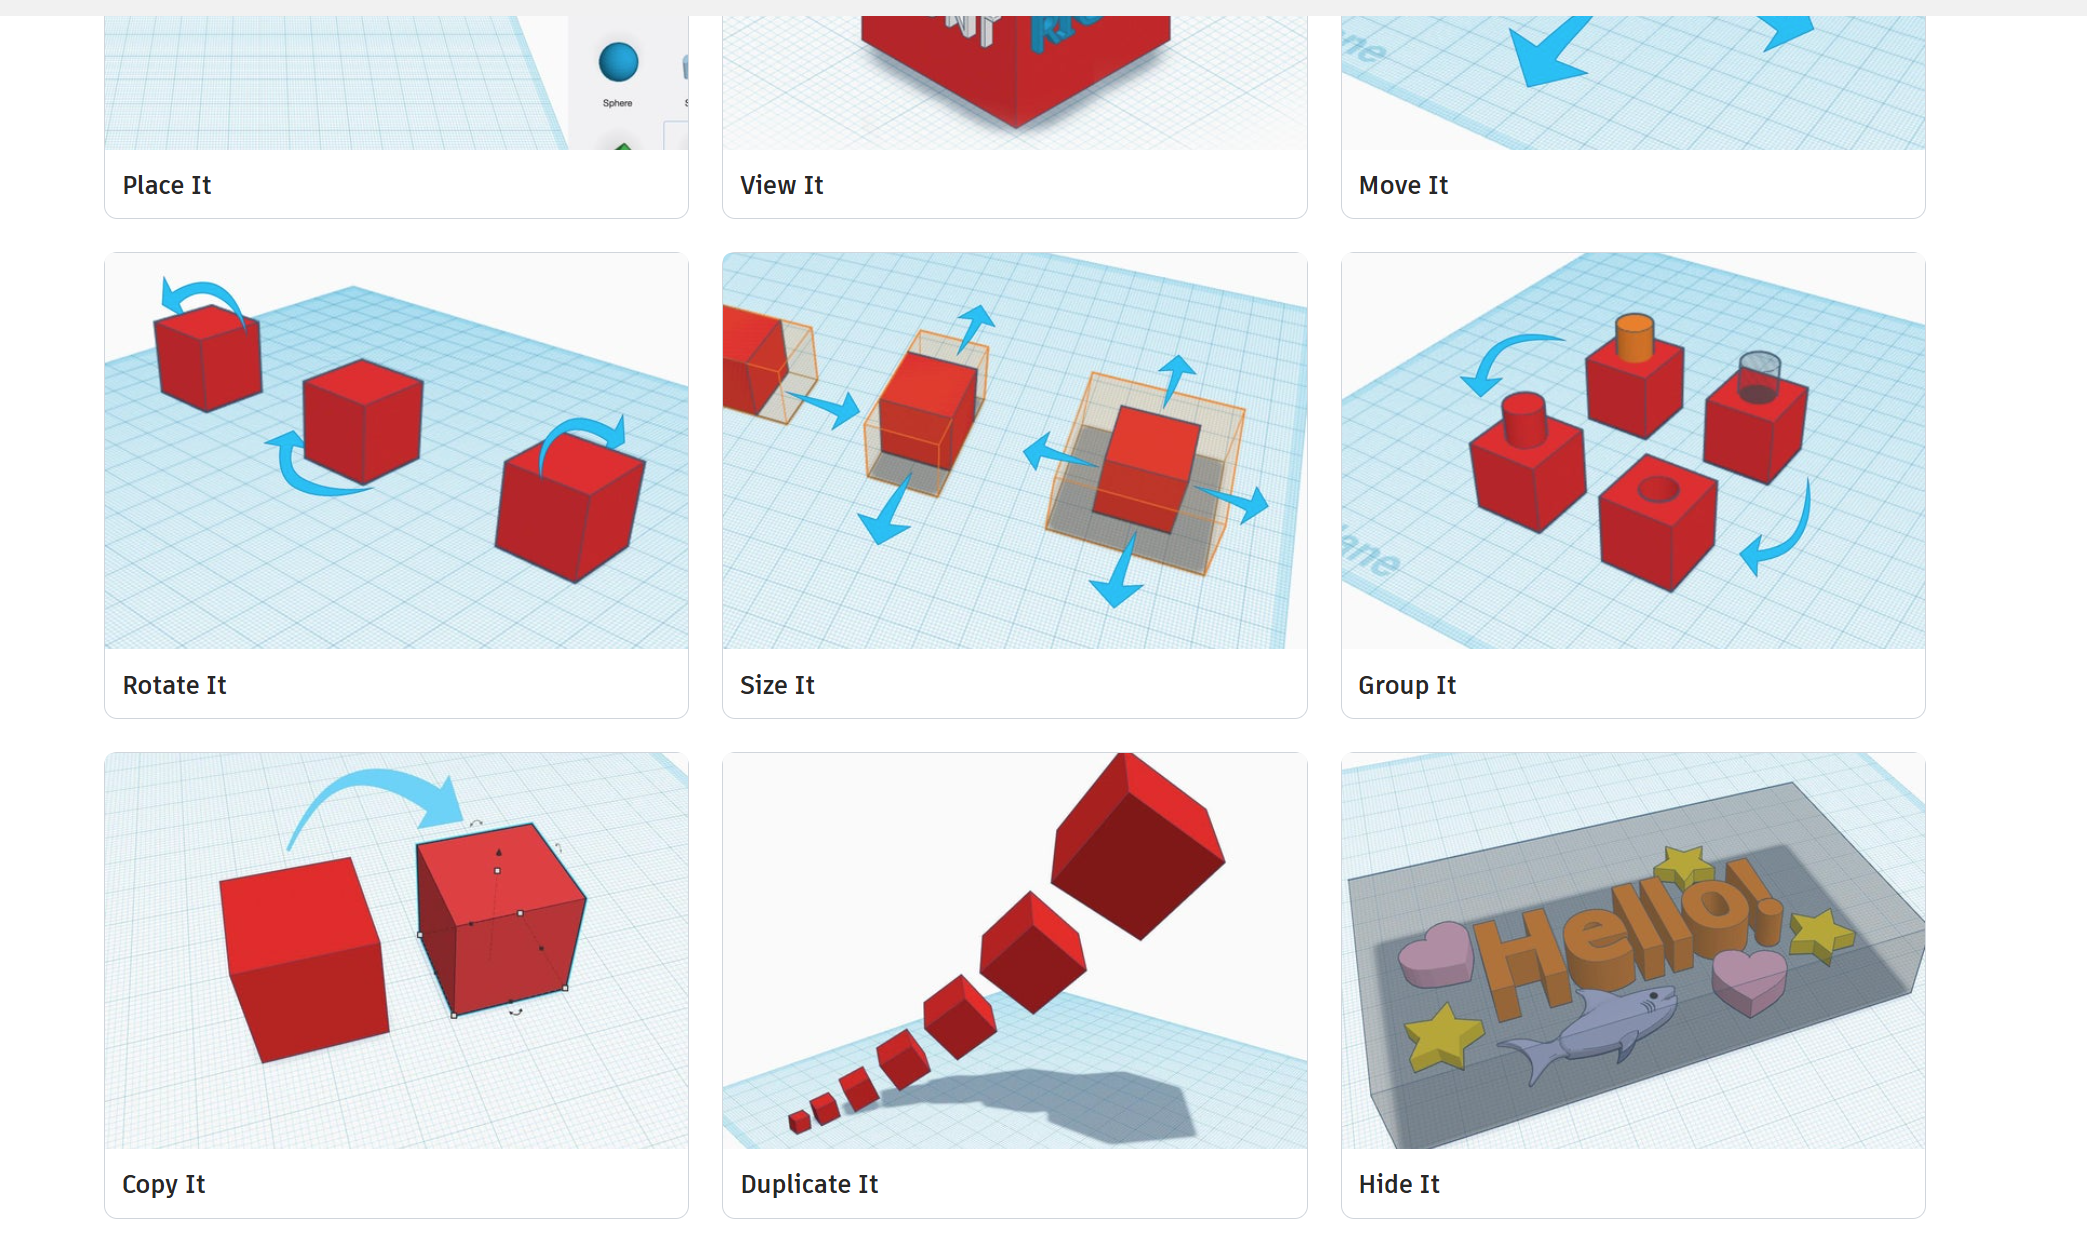 Sphere
Place It
View It
Move It
Rotate It
Size It
Group It
Copy It
Hello!
Duplicate It
Hide It